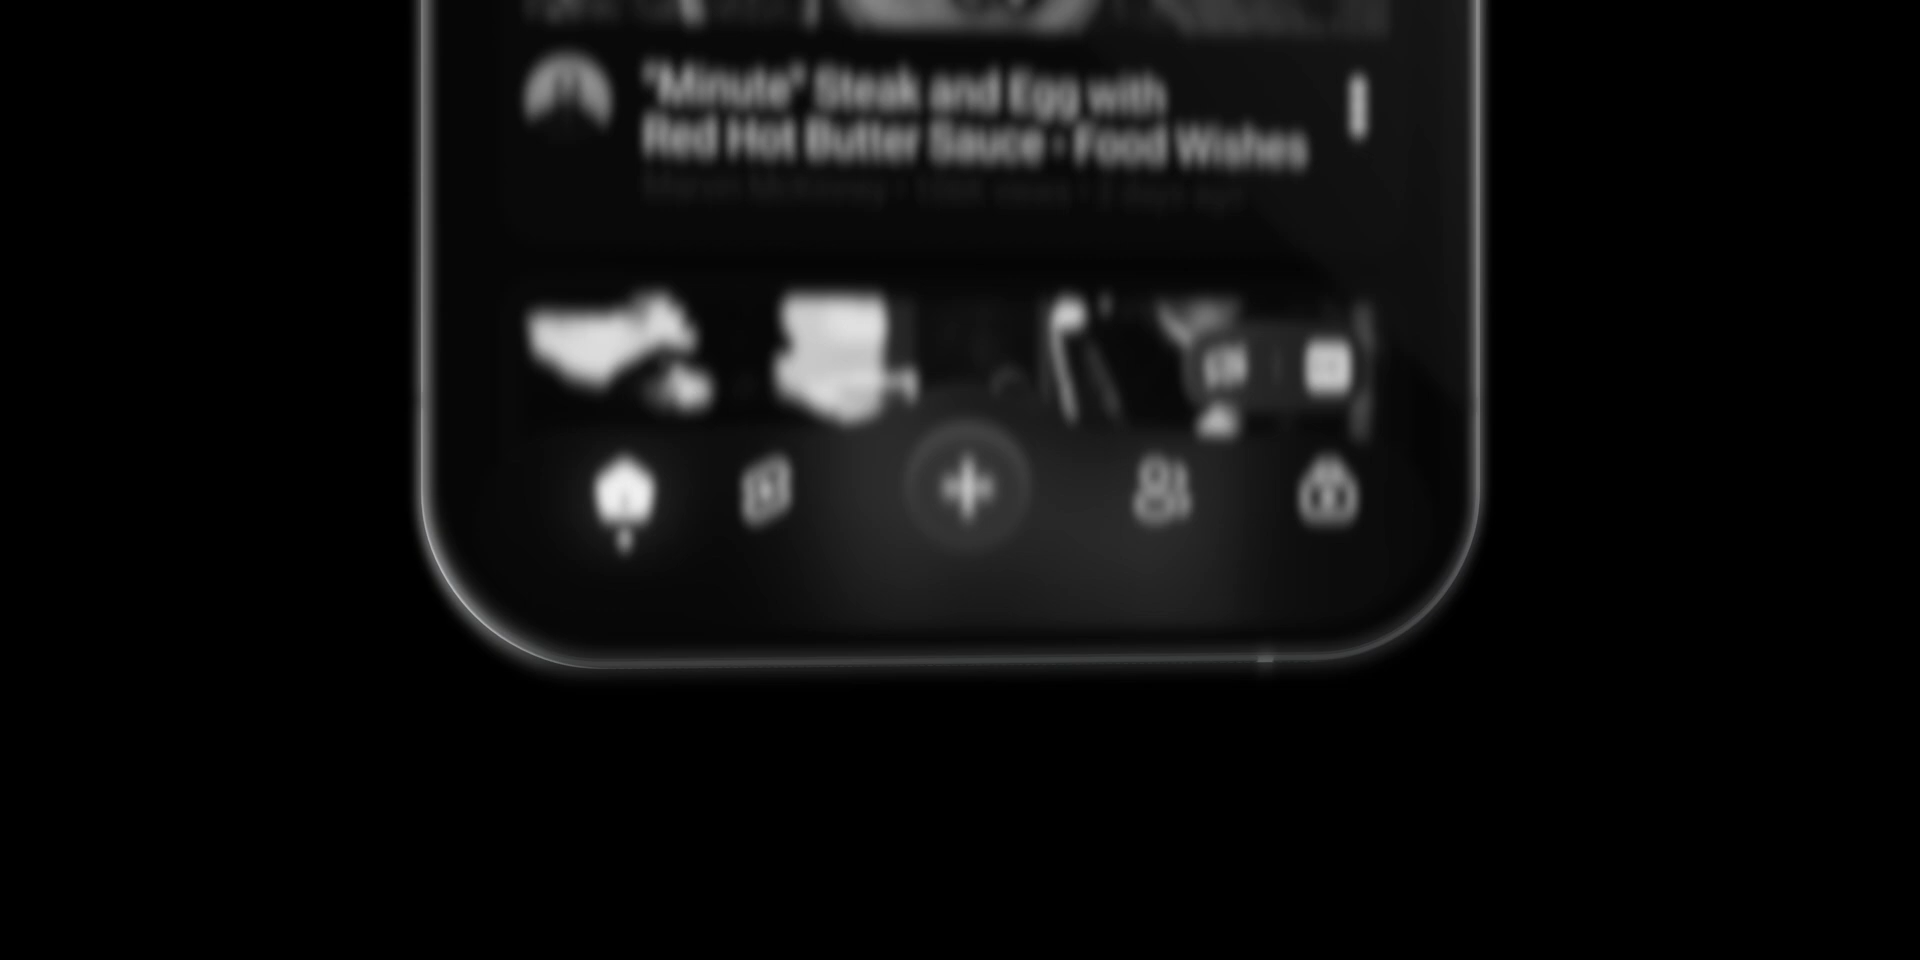 "Minute" Steak and Egg with
Red Hot Butter Sauce · Food Wishes